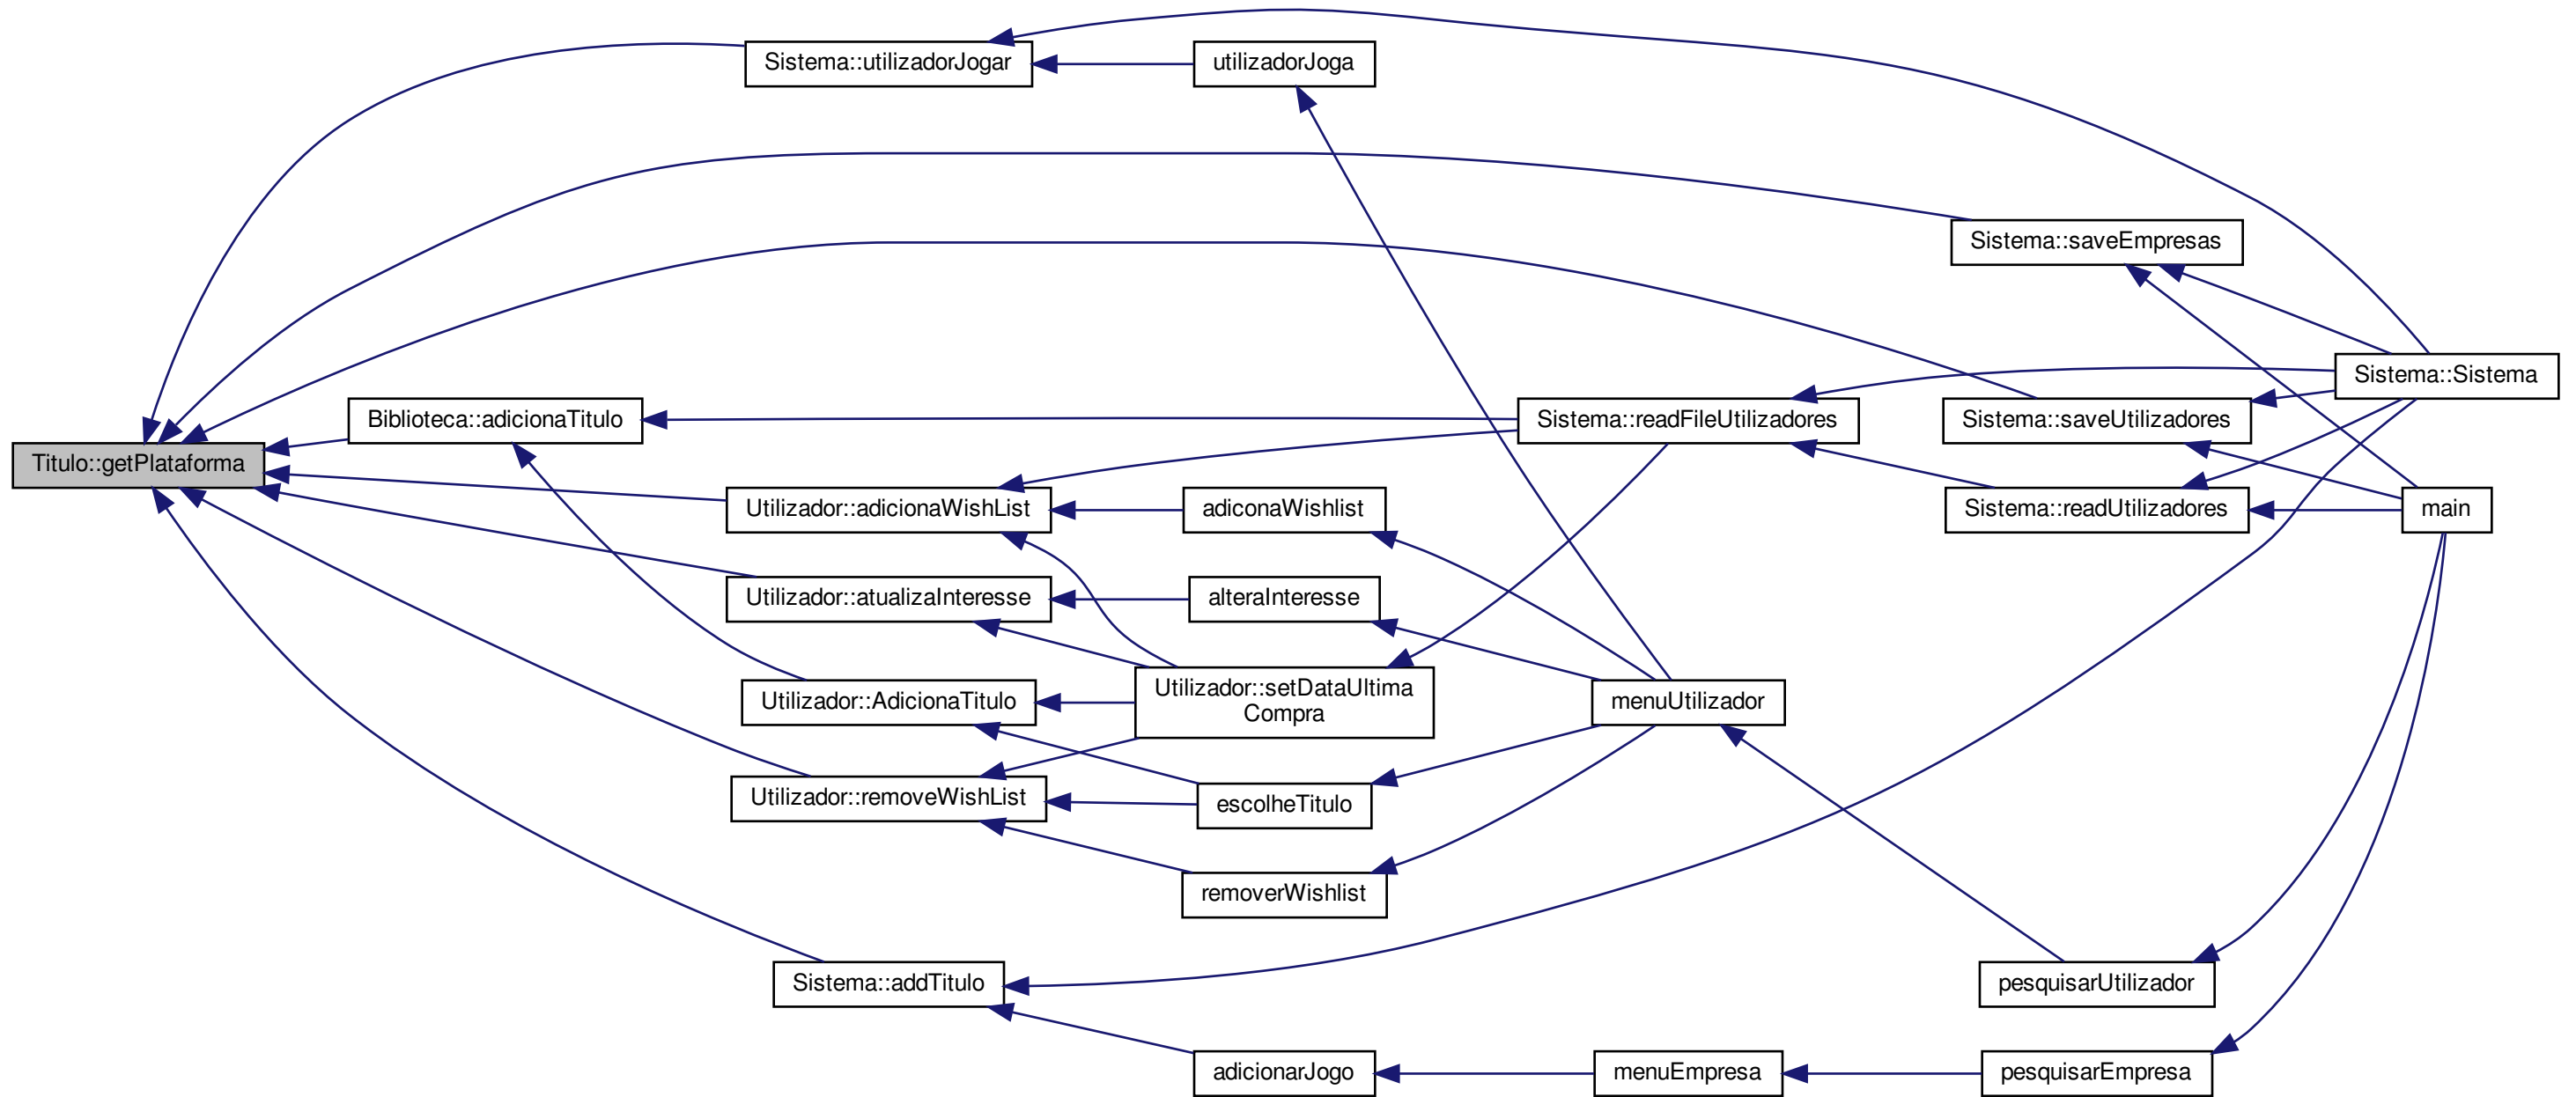 Sistema::utilizadorJogar
utilizadorJoga
Sistema::saveEmpresas
Sistema::Sistema
Biblioteca::adicionaTitulo
Sistema::readFileUtilizadores
Sistema::saveUtilizadores
Titulo::getPlataforma
Utilizador::adicionaWishList
adiconaWishlist
Sistema::readUtilizadores
main
Utilizador::atualizaInteresse
alteraInteresse
Utilizador::AdicionaTitulo
Utilizador::setDataUltima
Compra
menuUtilizador
Utilizador::removeWishList
escolheTitulo
removerWishlist
Sistema::addTitulo
pesquisarUtilizador
adicionarJogo
menuEmpresa
pesquisarEmpresa